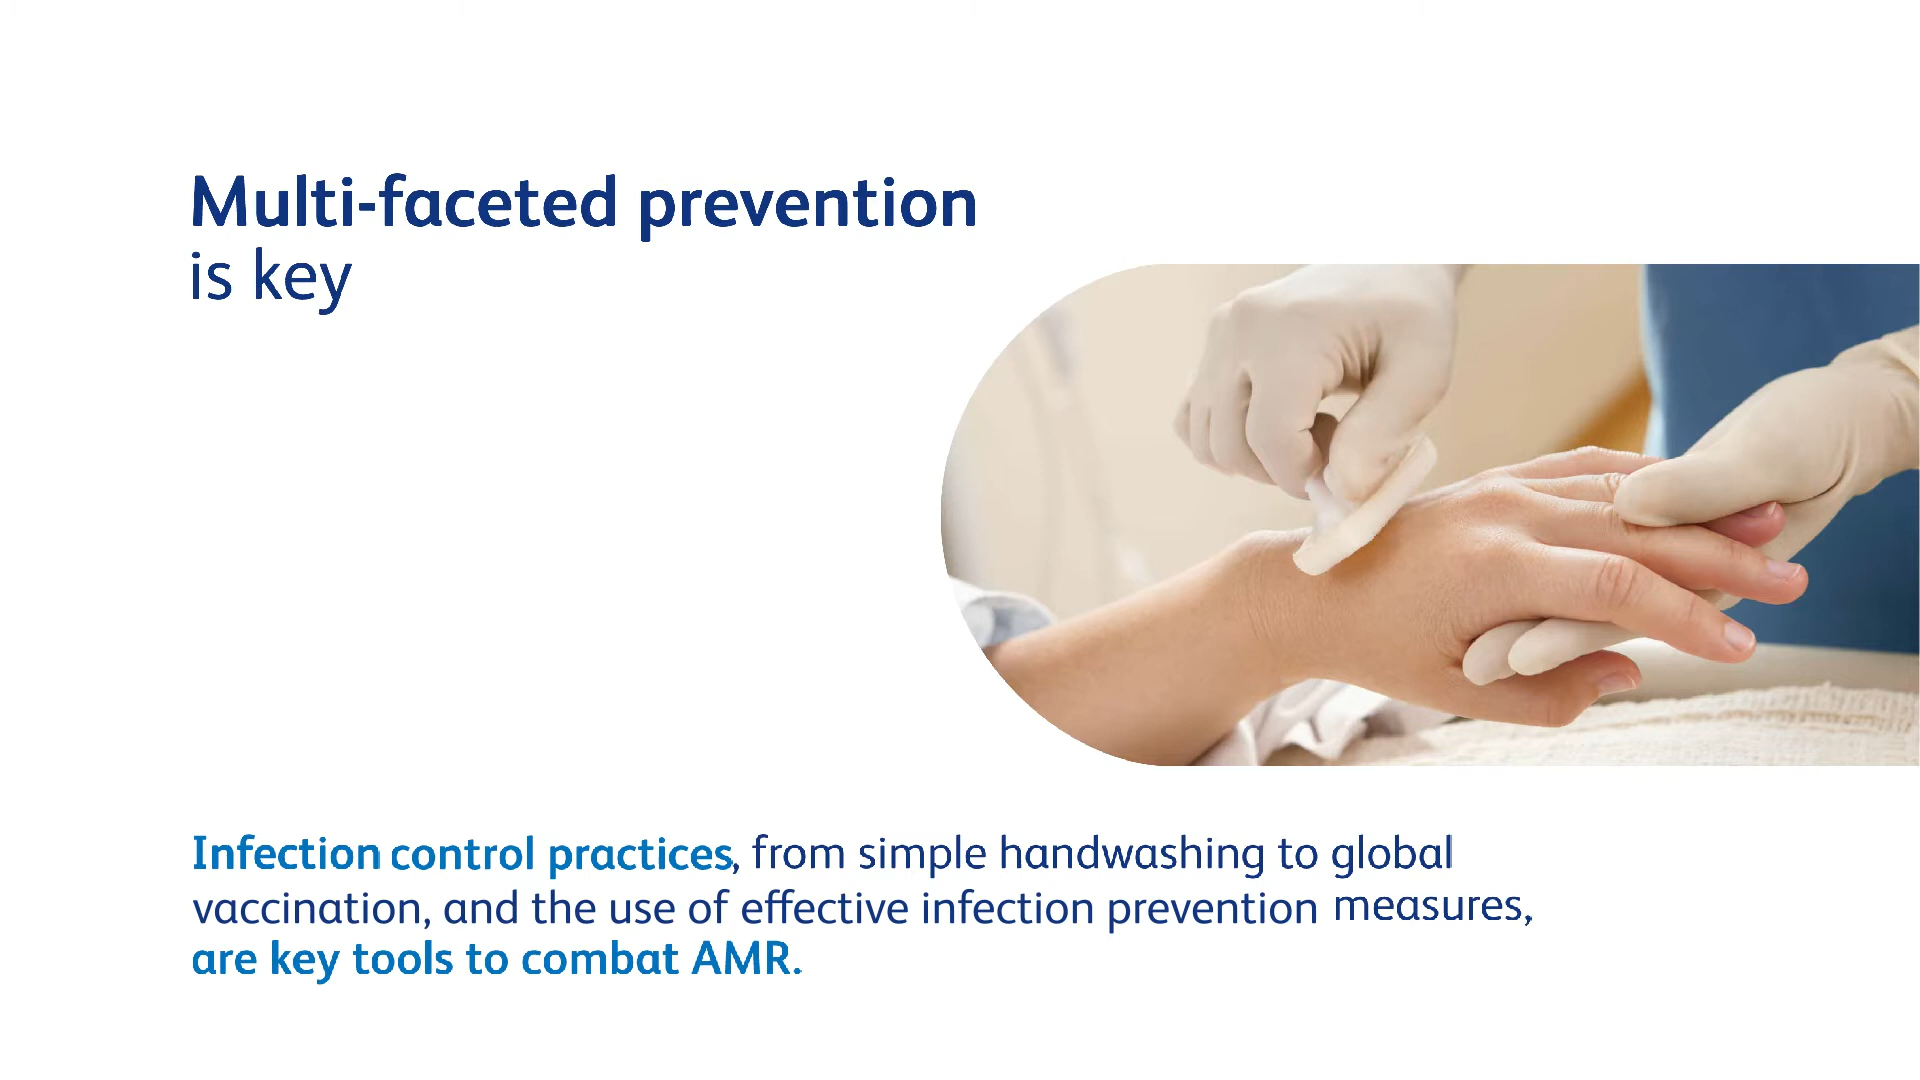 Multi-faceted prevention
is key
Infection control practices, from simple handwashing to global
vaccination, and the use of effective infection prevention measures,
are key tools to combat AMR.